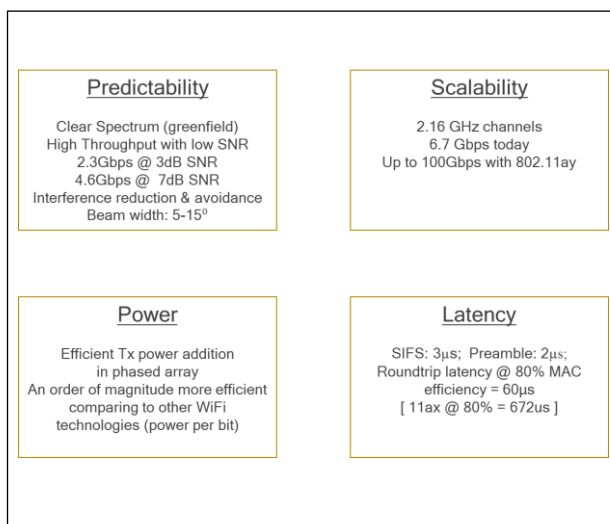 Predictability
Clear Spectrum (greenfield)
High Throughput with low SNR
2.3Gbps @ 3dB SNR
4.6Gbps @  7dB SNR
Interference reduction & avoidance
Beam width: 5-15⁰
Scalability
2.16 GHz channels
6.7 Gbps today
Up to 100Gbps with 802.11ay
Power
Efficient Tx power addition
in phased array
An order of magnitude more efficient
comparing to other WiFi
technologies (power per bit)
Latency
SIFS: 3μs;  Preamble: 2μs;
Roundtrip latency @ 80% MAC
efficiency = 60μs
[ 11ax @ 80% = 672us ]